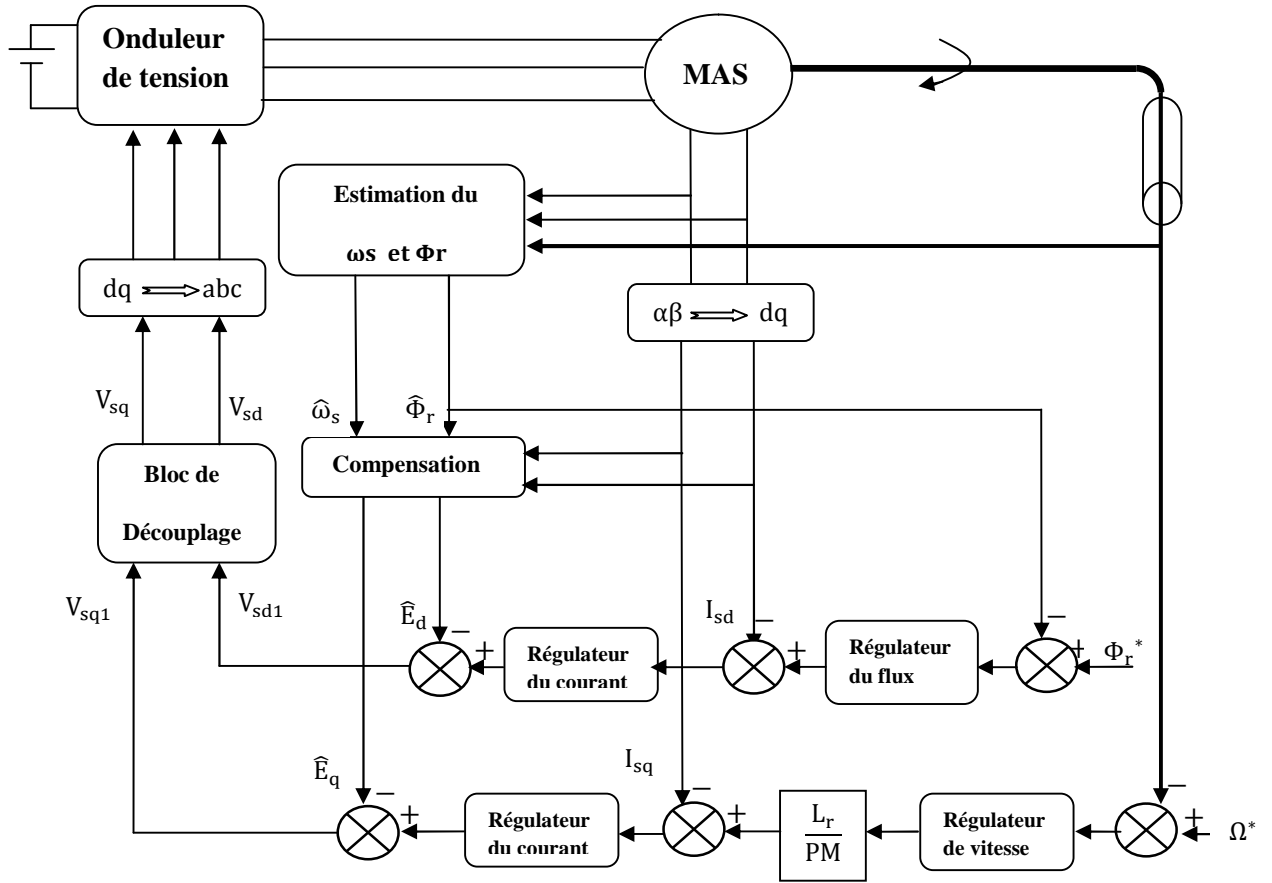 Onduleur
de tension
MAS
Estimation du
ωs et Φr
dq abc
αβ dq
V_sq
V_sd
ω̂_s
Φ̂_r
Compensation
Bloc de
Découplage
V_sq1
V_sd1
Ê_d
−
+
Régulateur
du courant
I_sd
−
+
Régulateur
du flux
−
+
Φ_r*
Ê_q
−
+
Régulateur
du courant
I_sq
−
+
L_r
PM
Régulateur
de vitesse
−
+
Ω*